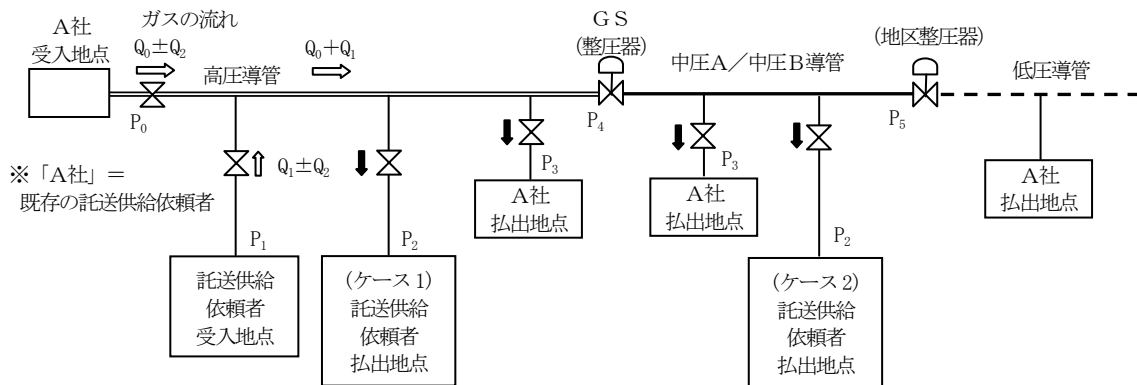 A社
受入地点
ガスの流れ
Q₀±Q₂
Q₀+Q₁
高圧導管
GS
(整圧器)
中圧A／中圧B導管
(地区整圧器)
低圧導管
P₀
P₄
P₅
P₃
P₃
※「A社」＝
既存の託送供給依頼者
Q₁±Q₂
A社
払出地点
A社
払出地点
A社
払出地点
P₁
P₂
P₂
託送供給
依頼者
受入地点
(ケース1)
託送供給
依頼者
払出地点
(ケース2)
託送供給
依頼者
払出地点